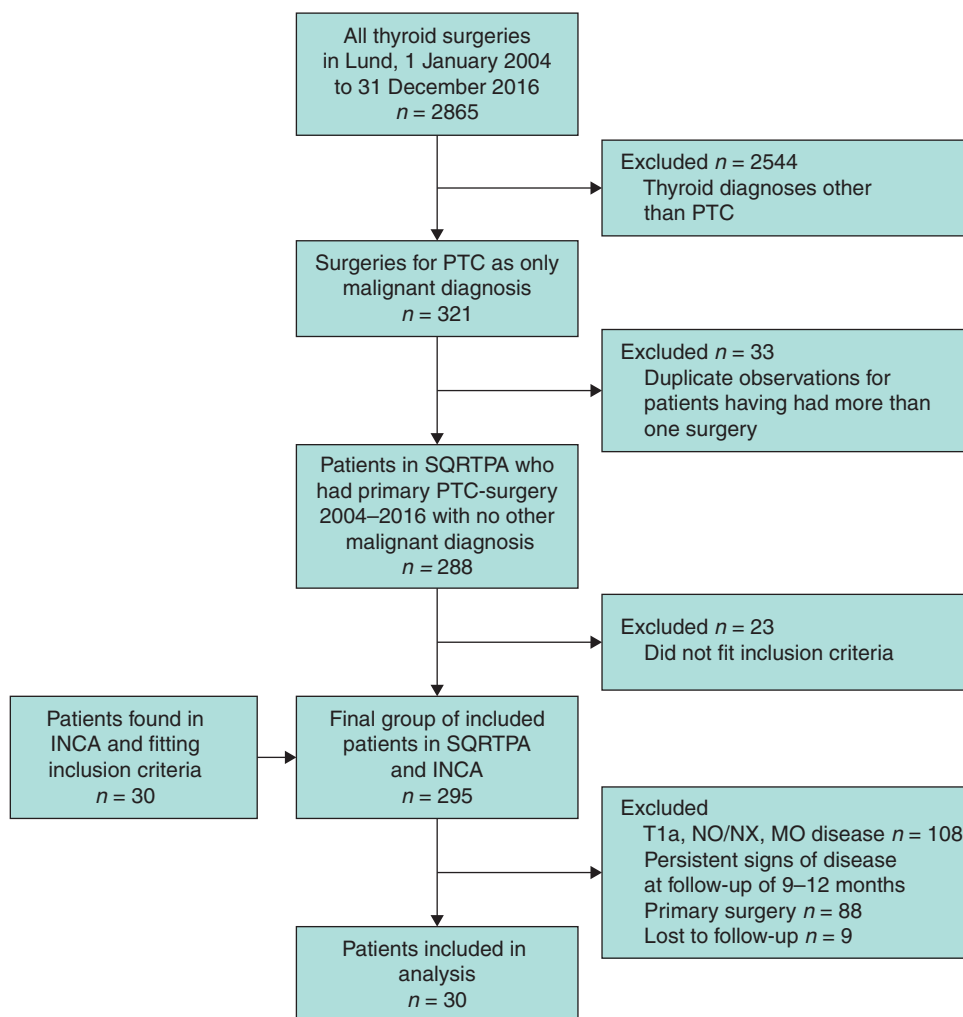 All thyroid surgeries
in Lund, 1 January 2004
to 31 December 2016
n = 2865
Excluded n = 2544
Thyroid diagnoses other
than PTC
Surgeries for PTC as only
malignant diagnosis
n = 321
Excluded n = 33
Duplicate observations for
patients having had more than
one surgery
Patients in SQRTPA who
had primary PTC-surgery
2004–2016 with no other
malignant diagnosis
n = 288
Excluded n = 23
Did not fit inclusion criteria
Patients found in
INCA and fitting
inclusion criteria
n = 30
Final group of included
patients in SQRTPA
and INCA
n = 295
Excluded
T1a, NO/NX, MO disease n = 108
Persistent signs of disease
at follow-up of 9–12 months
Primary surgery n = 88
Lost to follow-up n = 9
Patients included in
analysis
n = 30